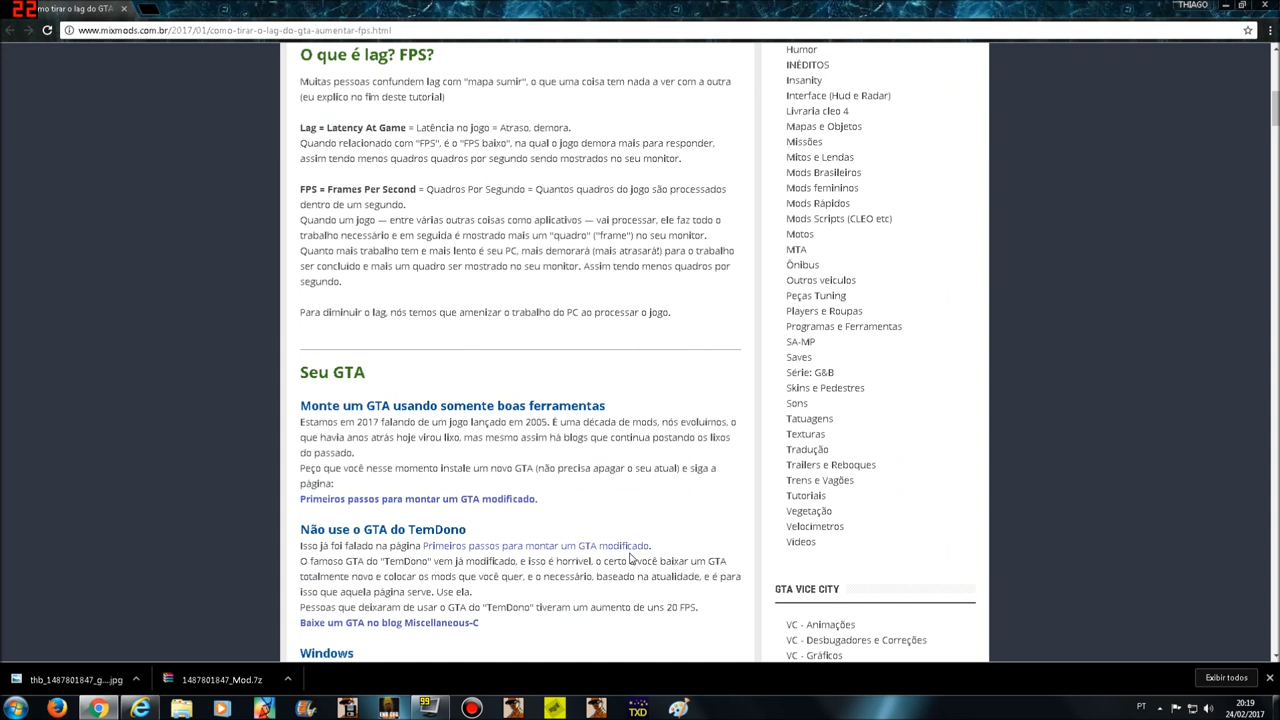 22
mo tirar o lag do GTA
THIAGO
www.mixmods.com.br/2017/01/como-tirar-o-lag-do-gta-aumentar-fps.html
O que é lag? FPS?
Muitas pessoas confundem lag com "mapa sumir", o que uma coisa tem nada a ver com a outra
(eu explico no fim deste tutorial)
Lag = Latency At Game = Latência no jogo = Atraso, demora.
Quando relacionado com "FPS", é o "FPS baixo", na qual o jogo demora mais para responder,
assim tendo menos quadros quadros por segundo sendo mostrados no seu monitor.
FPS = Frames Per Second = Quadros Por Segundo = Quantos quadros do jogo são processados
dentro de um segundo.
Quando um jogo — entre várias outras coisas como aplicativos — vai processar, ele faz todo o
trabalho necessário e em seguida é mostrado mais um "quadro" ("frame") no seu monitor.
Quanto mais trabalho tem e mais lento é seu PC, mais demorará (mais atrasará!) para o trabalho
ser concluído e mais um quadro ser mostrado no seu monitor. Assim tendo menos quadros por
segundo.
Para diminuir o lag, nós temos que amenizar o trabalho do PC ao processar o jogo.
Seu GTA
Monte um GTA usando somente boas ferramentas
Estamos em 2017 falando de um jogo lançado em 2005. É uma década de mods, nós evoluímos, o
que havia anos atrás hoje virou lixo, mas mesmo assim há blogs que continua postando os lixos
do passado.
Peço que você nesse momento instale um novo GTA (não precisa apagar o seu atual) e siga a
página:
Primeiros passos para montar um GTA modificado.
Não use o GTA do TemDono
Isso já foi falado na página Primeiros passos para montar um GTA modificado.
O famoso GTA do "TemDono" vem já modificado, e isso é horrível, o certo é você baixar um GTA
totalmente novo e colocar os mods que você quer, e o necessário, baseado na atualidade, e é para
isso que aquela página serve. Use ela.
Pessoas que deixaram de usar o GTA do "TemDono" tiveram um aumento de uns 20 FPS.
Baixe um GTA no blog Miscellaneous-C
Windows
Humor
INÉDITOS
Insanity
Interface (Hud e Radar)
Livraria cleo 4
Mapas e Objetos
Missões
Mitos e Lendas
Mods Brasileiros
Mods femininos
Mods Rápidos
Mods Scripts (CLEO etc)
Motos
MTA
Ônibus
Outros veículos
Peças Tuning
Players e Roupas
Programas e Ferramentas
SA-MP
Saves
Série: G&B
Skins e Pedestres
Sons
Tatuagens
Texturas
Tradução
Trailers e Reboques
Trens e Vagões
Tutoriais
Vegetação
Velocímetros
Vídeos
GTA VICE CITY
VC - Animações
VC - Desbugadores e Correções
VC - Gráficos
thb_1487801847_g....jpg
1487801847_Mod.7z
Exibir todos
99
TXD
PT
20:19
24/02/2017